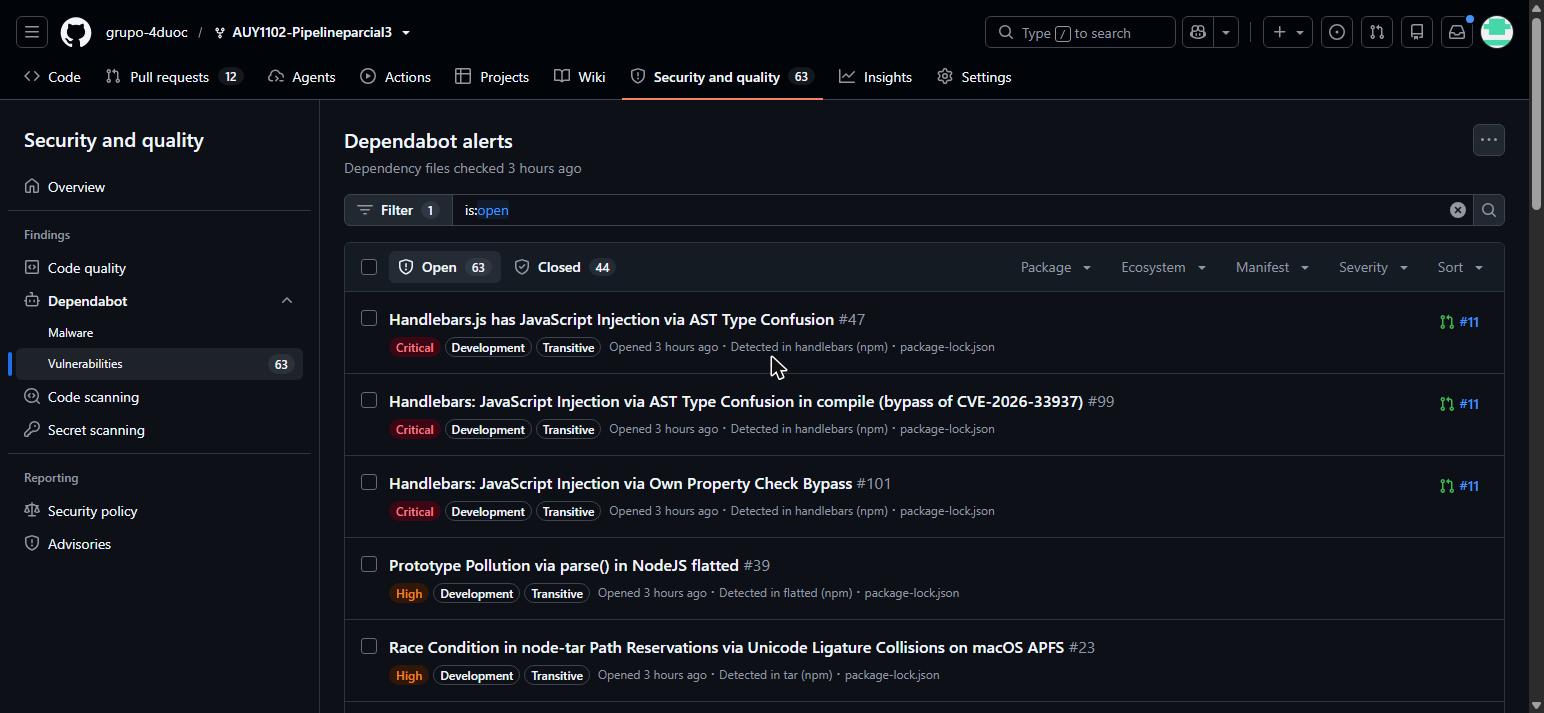 grupo-4duoc / AUY1102-Pipelineparcial3
Type / to search
Code Pull requests 12 Agents Actions Projects Wiki Security and quality 63 Insights Settings
Security and quality
Overview
Findings
Code quality
Dependabot
Malware
Vulnerabilities 63
Code scanning
Secret scanning
Reporting
Security policy
Advisories
Dependabot alerts
Dependency files checked 3 hours ago
Filter 1 is:open
Open 63 Closed 44 Package Ecosystem Manifest Severity Sort
Handlebars.js has JavaScript Injection via AST Type Confusion #47 #11
Critical Development Transitive Opened 3 hours ago · Detected in handlebars (npm) · package-lock.json
Handlebars: JavaScript Injection via AST Type Confusion in compile (bypass of CVE-2026-33937) #99 #11
Critical Development Transitive Opened 3 hours ago · Detected in handlebars (npm) · package-lock.json
Handlebars: JavaScript Injection via Own Property Check Bypass #101 #11
Critical Development Transitive Opened 3 hours ago · Detected in handlebars (npm) · package-lock.json
Prototype Pollution via parse() in NodeJS flatted #39
High Development Transitive Opened 3 hours ago · Detected in flatted (npm) · package-lock.json
Race Condition in node-tar Path Reservations via Unicode Ligature Collisions on macOS APFS #23
High Development Transitive Opened 3 hours ago · Detected in tar (npm) · package-lock.json